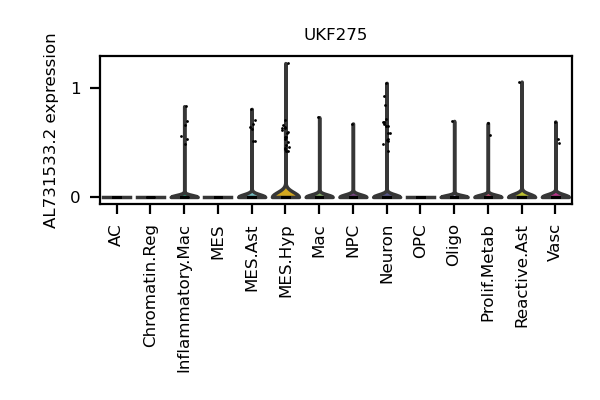 UKF275
AL731533.2 expression
1
0
AC
Chromatin.Reg
Inflammatory.Mac
MES
MES.Ast
MES.Hyp
Mac
NPC
Neuron
OPC
Oligo
Prolif.Metab
Reactive.Ast
Vasc